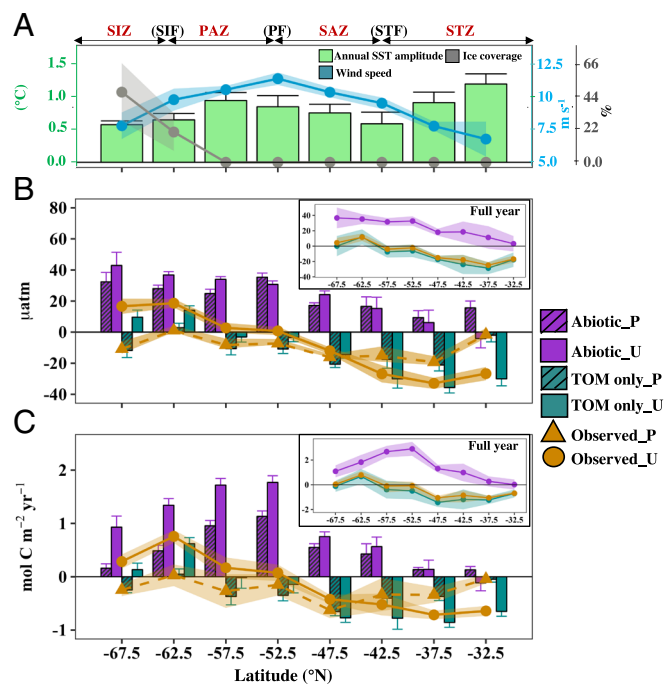 A
SIZ (SIF) PAZ (PF) SAZ (STF) STZ
Annual SST amplitude Ice coverage
Wind speed
(°C)
1.5
1.0
0.5
0.0
12.5
10
7.5
5.0
m s⁻¹
66
44
22
0.0
%
B
µatm
80
60
40
20
0
-20
-40
Full year
40
20
0
-20
-40
-67.5 -62.5 -57.5 -52.5 -47.5 -42.5 -37.5 -32.5
Abiotic_P
Abiotic_U
TOM only_P
TOM only_U
Observed_P
Observed_U
C
mol C m⁻² yr⁻¹
2
1
0
-1
Full year
3
2
1
0
-1
-2
-67.5 -62.5 -57.5 -52.5 -47.5 -42.5 -37.5 -32.5
-67.5 -62.5 -57.5 -52.5 -47.5 -42.5 -37.5 -32.5
Latitude (°N)